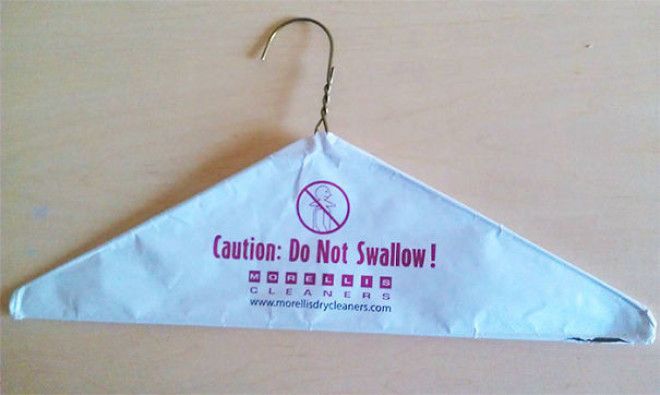 Caution: Do Not Swallow!
MORELLIS
CLEANERS
www.morellisdrycleaners.com